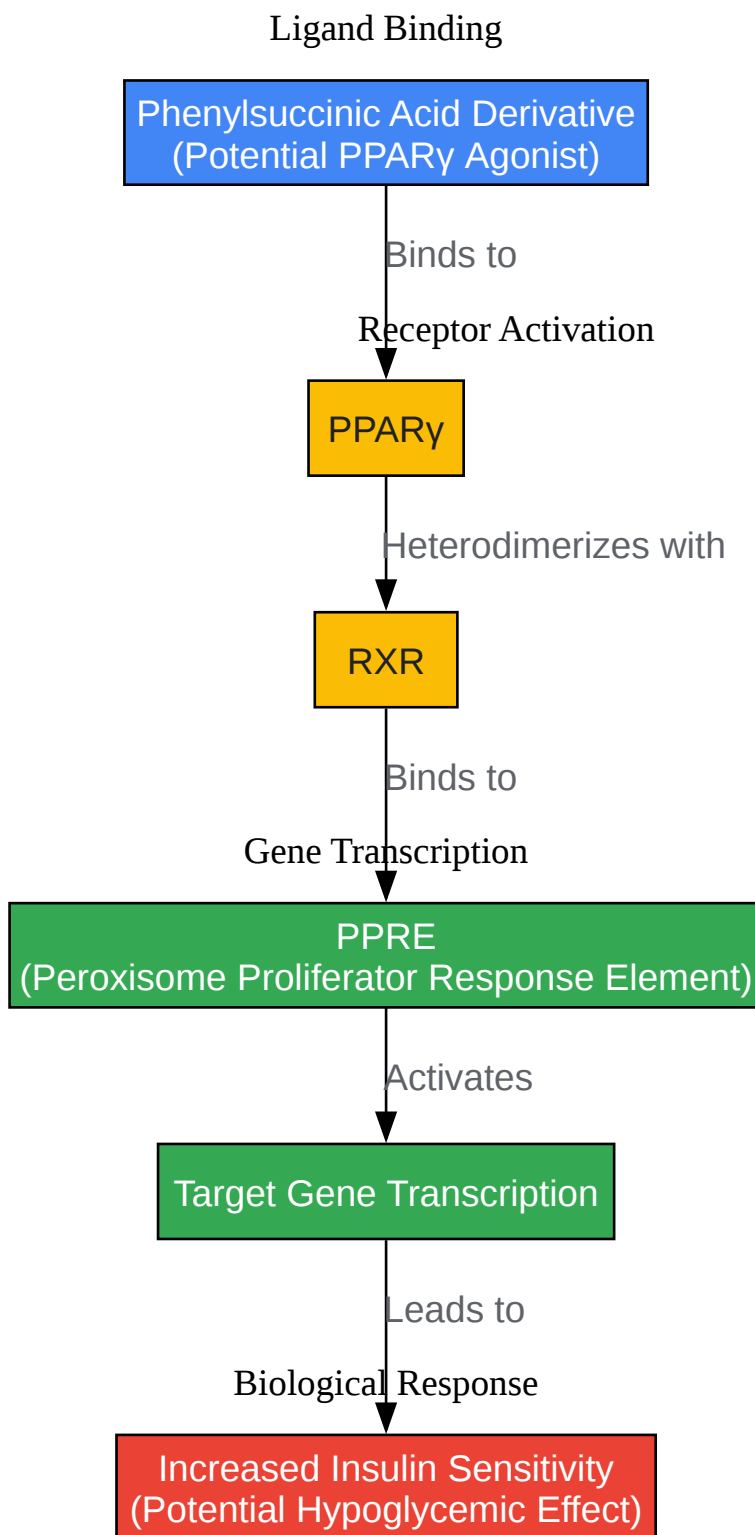 Ligand Binding
Phenylsuccinic Acid Derivative
(Potential PPARγ Agonist)
Binds to
Receptor Activation
PPARγ
Heterodimerizes with
RXR
Binds to
Gene Transcription
PPRE
(Peroxisome Proliferator Response Element)
Activates
Target Gene Transcription
Leads to
Biological Response
Increased Insulin Sensitivity
(Potential Hypoglycemic Effect)